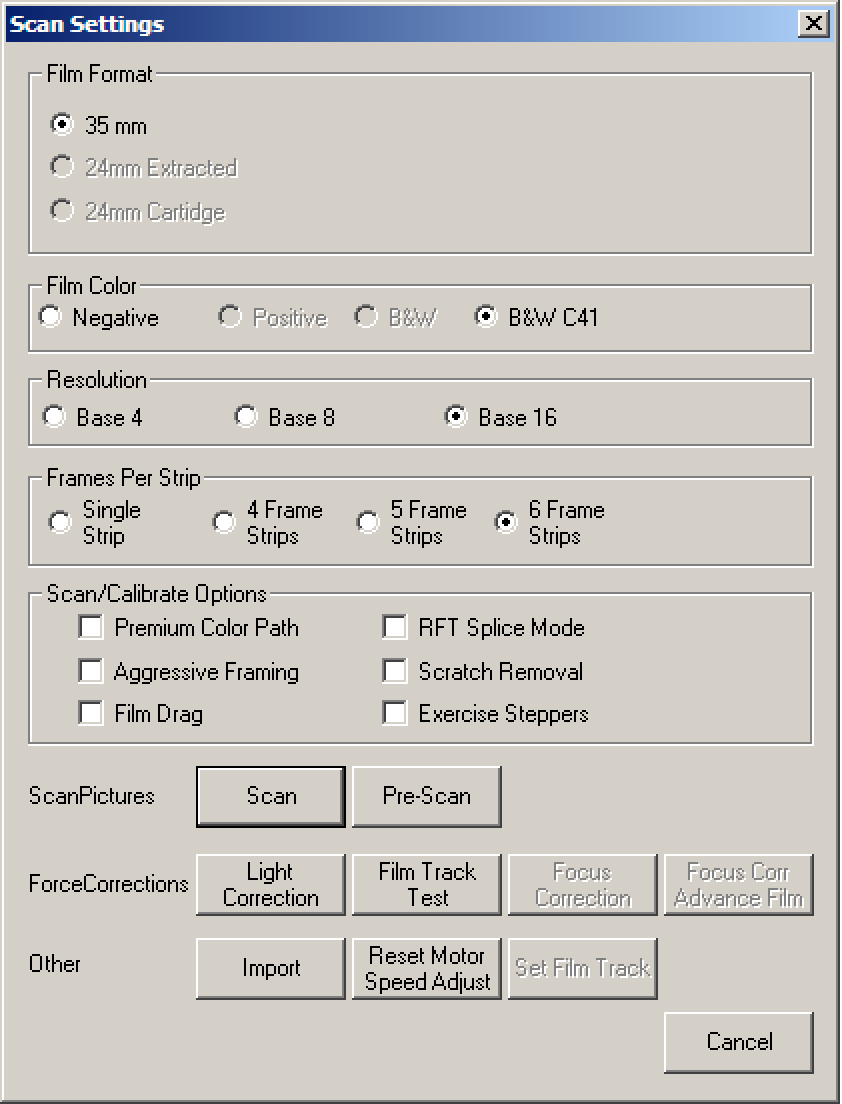 Scan Settings
Film Format
35 mm
24mm Extracted
24mm Cartidge
Film Color
Negative Positive B&W B&W C41
Resolution
Base 4 Base 8 Base 16
Frames Per Strip
Single 4 Frame 5 Frame 6 Frame
Strip Strips Strips Strips
Scan/Calibrate Options
Premium Color Path RFT Splice Mode
Aggressive Framing Scratch Removal
Film Drag Exercise Steppers
ScanPictures Scan Pre-Scan
ForceCorrections Light Correction Film Track Test Focus Correction Focus Corr Advance Film
Other Import Reset Motor Speed Adjust Set Film Track
Cancel